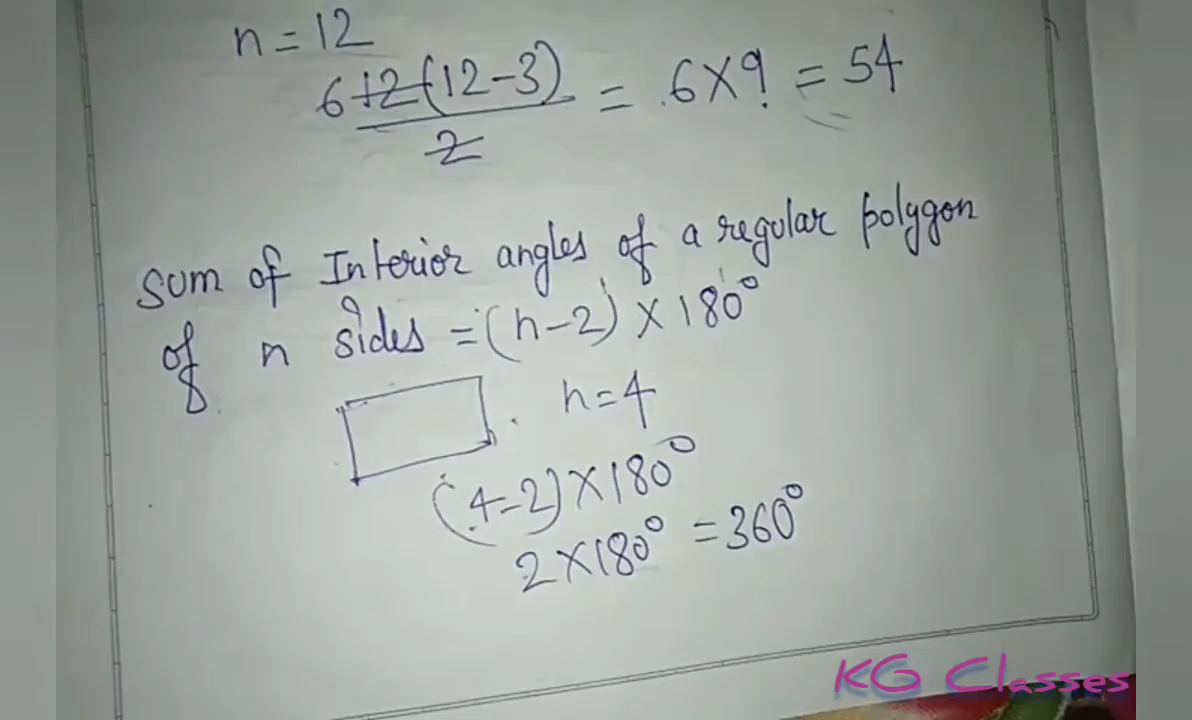 n = 12
6 12(12-3) / 2 = 6×9 = 54
Sum of Interior angles of a regular polygon
of n sides = (n-2) × 180°
n=4
(4-2)×180°
2×180° = 360°
KG Classes